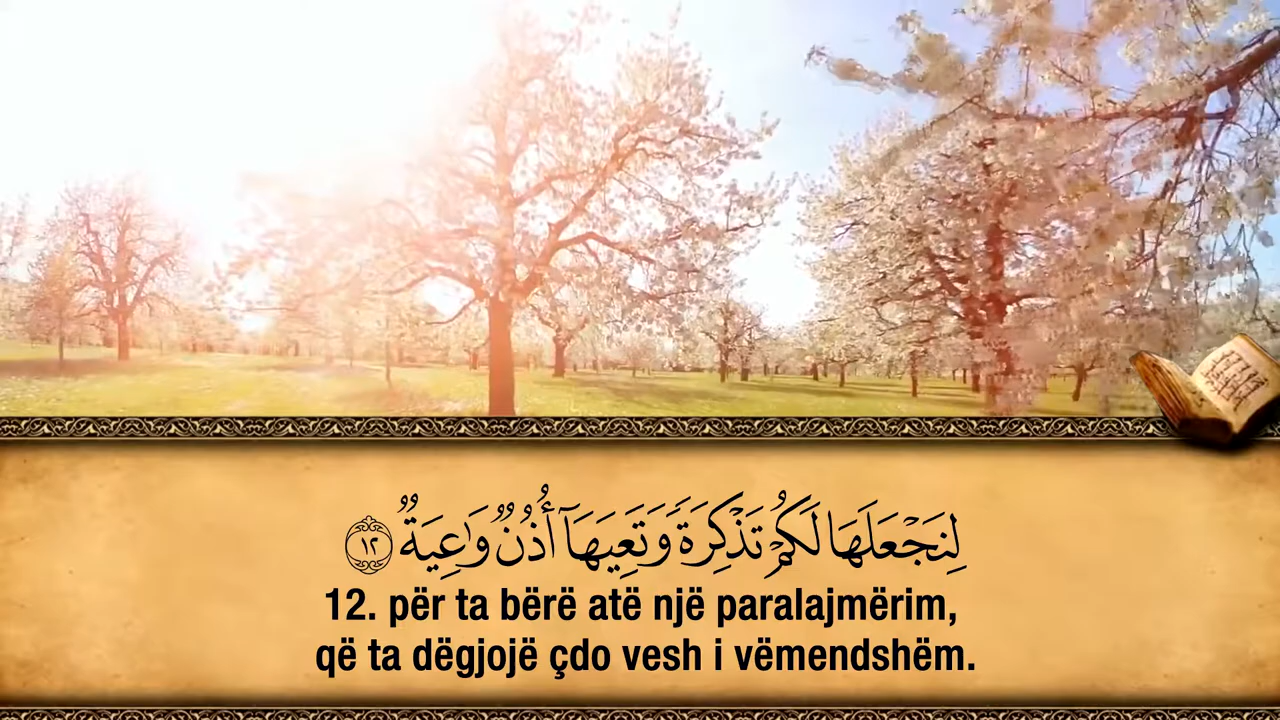 لِنَجْعَلَهَا لَكُمْ تَذْكِرَةً وَتَعِيَهَآ أُذُنٌ وَٰعِيَةٌ ١٢
12. për ta bërë atë një paralajmërim,
që ta dëgjojë çdo vesh i vëmendshëm.